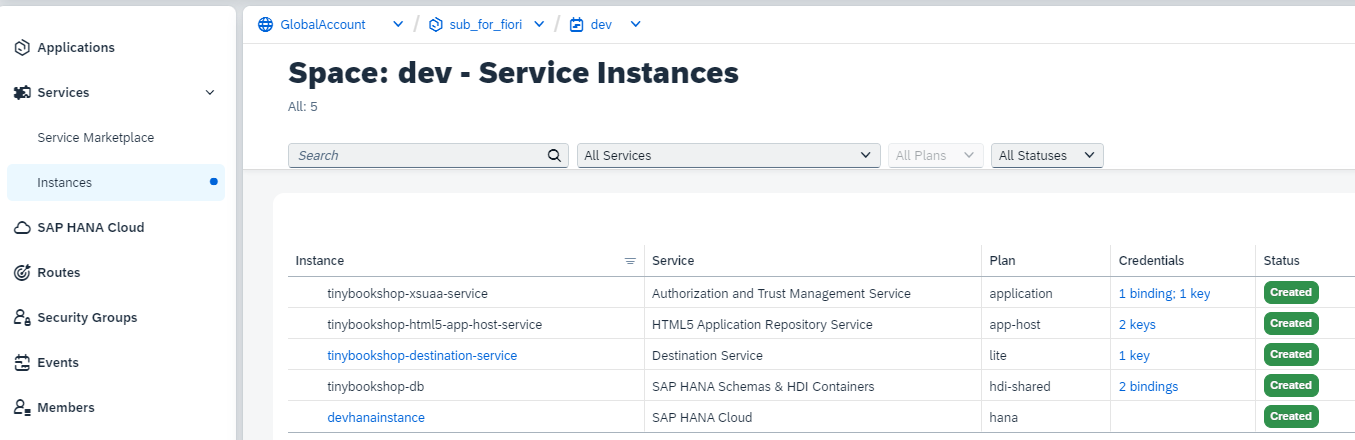 GlobalAccount / sub_for_fiori / dev
Applications
Services
Service Marketplace
Instances
SAP HANA Cloud
Routes
Security Groups
Events
Members
Space: dev - Service Instances
All: 5
Search All Services All Plans All Statuses
Instance Service Plan Credentials Status
tinybookshop-xsuaa-service Authorization and Trust Management Service application 1 binding; 1 key Created
tinybookshop-html5-app-host-service HTML5 Application Repository Service app-host 2 keys Created
tinybookshop-destination-service Destination Service lite 1 key Created
tinybookshop-db SAP HANA Schemas & HDI Containers hdi-shared 2 bindings Created
devhanainstance SAP HANA Cloud hana Created